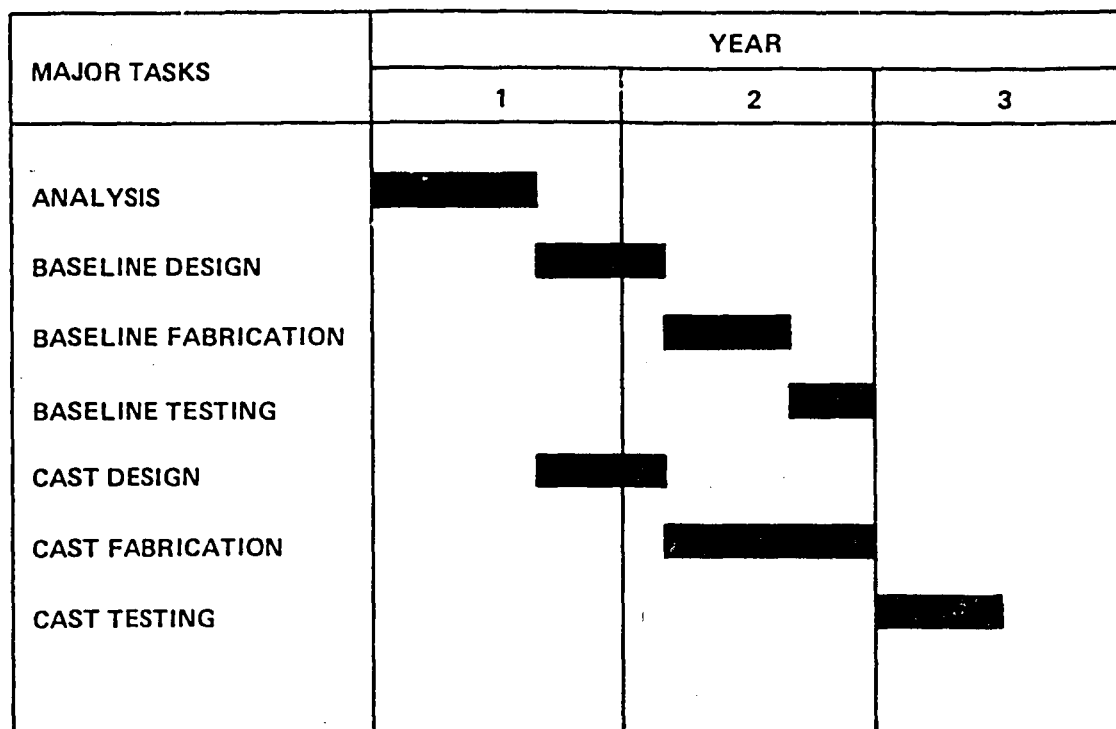 MAJOR TASKS
YEAR
1 2 3
ANALYSIS
BASELINE DESIGN
BASELINE FABRICATION
BASELINE TESTING
CAST DESIGN
CAST FABRICATION
CAST TESTING